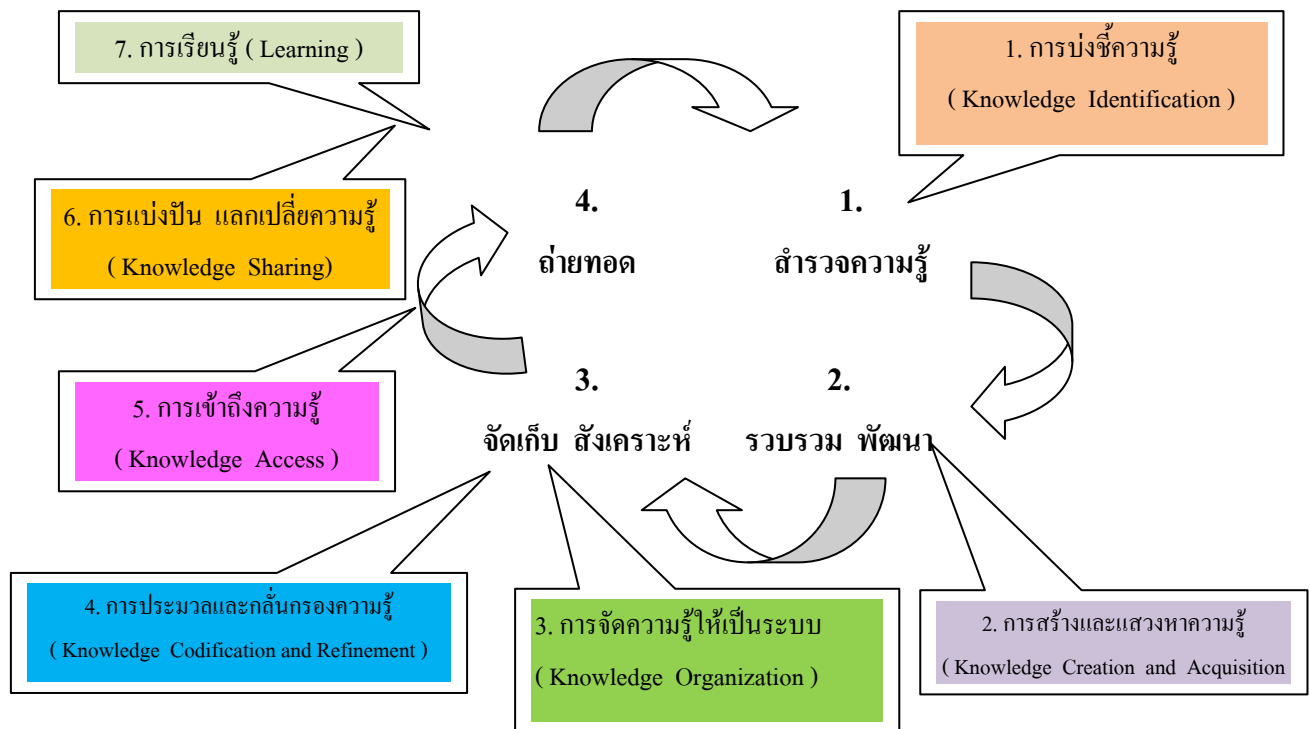 7. การเรียนรู้ ( Learning )
1. การบ่งชี้ความรู้
( Knowledge Identification )
6. การแบ่งปัน แลกเปลี่ยความรู้
( Knowledge Sharing)
4.
ถ่ายทอด
1.
สำรวจความรู้
5. การเข้าถึงความรู้
( Knowledge Access )
3.
จัดเก็บ สังเคราะห์
2.
รวบรวม พัฒนา
4. การประมวลและกลั่นกรองความรู้
( Knowledge Codification and Refinement )
3. การจัดความรู้ให้เป็นระบบ
( Knowledge Organization )
2. การสร้างและแสวงหาความรู้
( Knowledge Creation and Acquisition